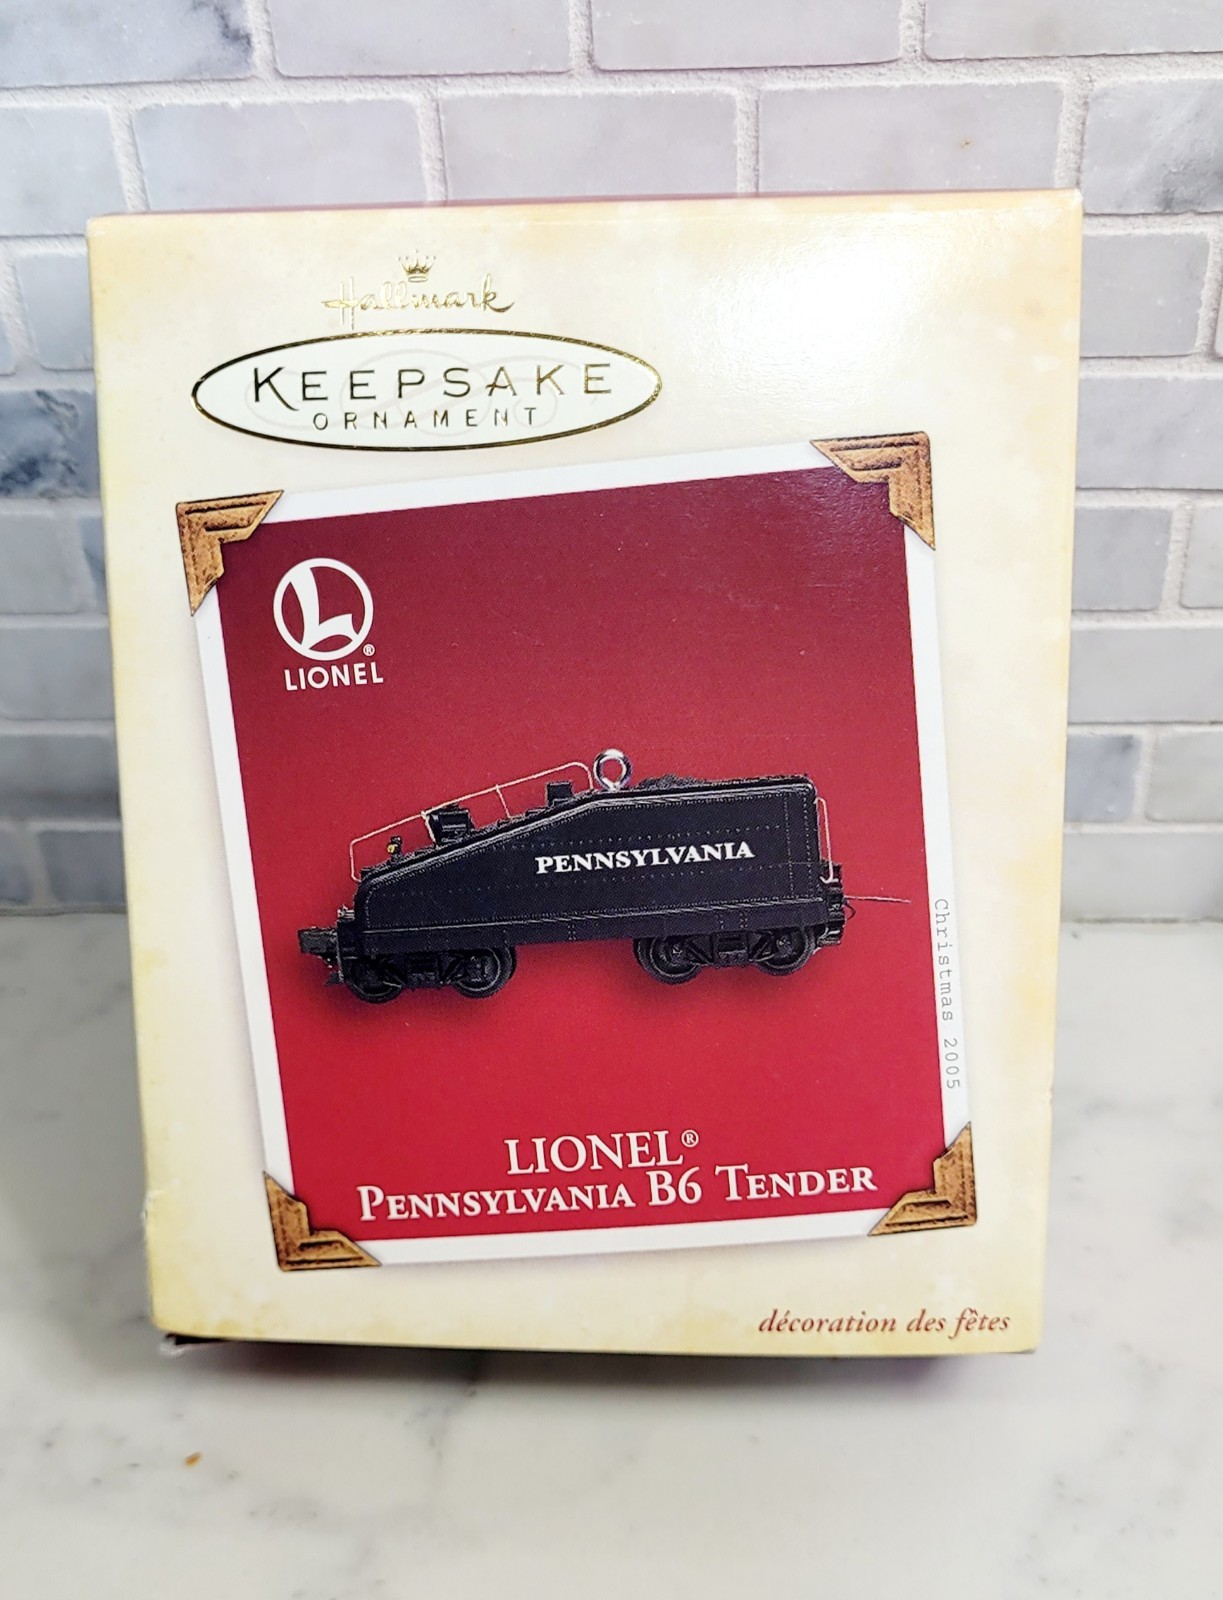 Hallmark
KEEPSAKE
ORNAMENT
L®
LIONEL
PENNSYLVANIA
Christmas 2005
LIONEL®
PENNSYLVANIA B6 TENDER
décoration des fêtes